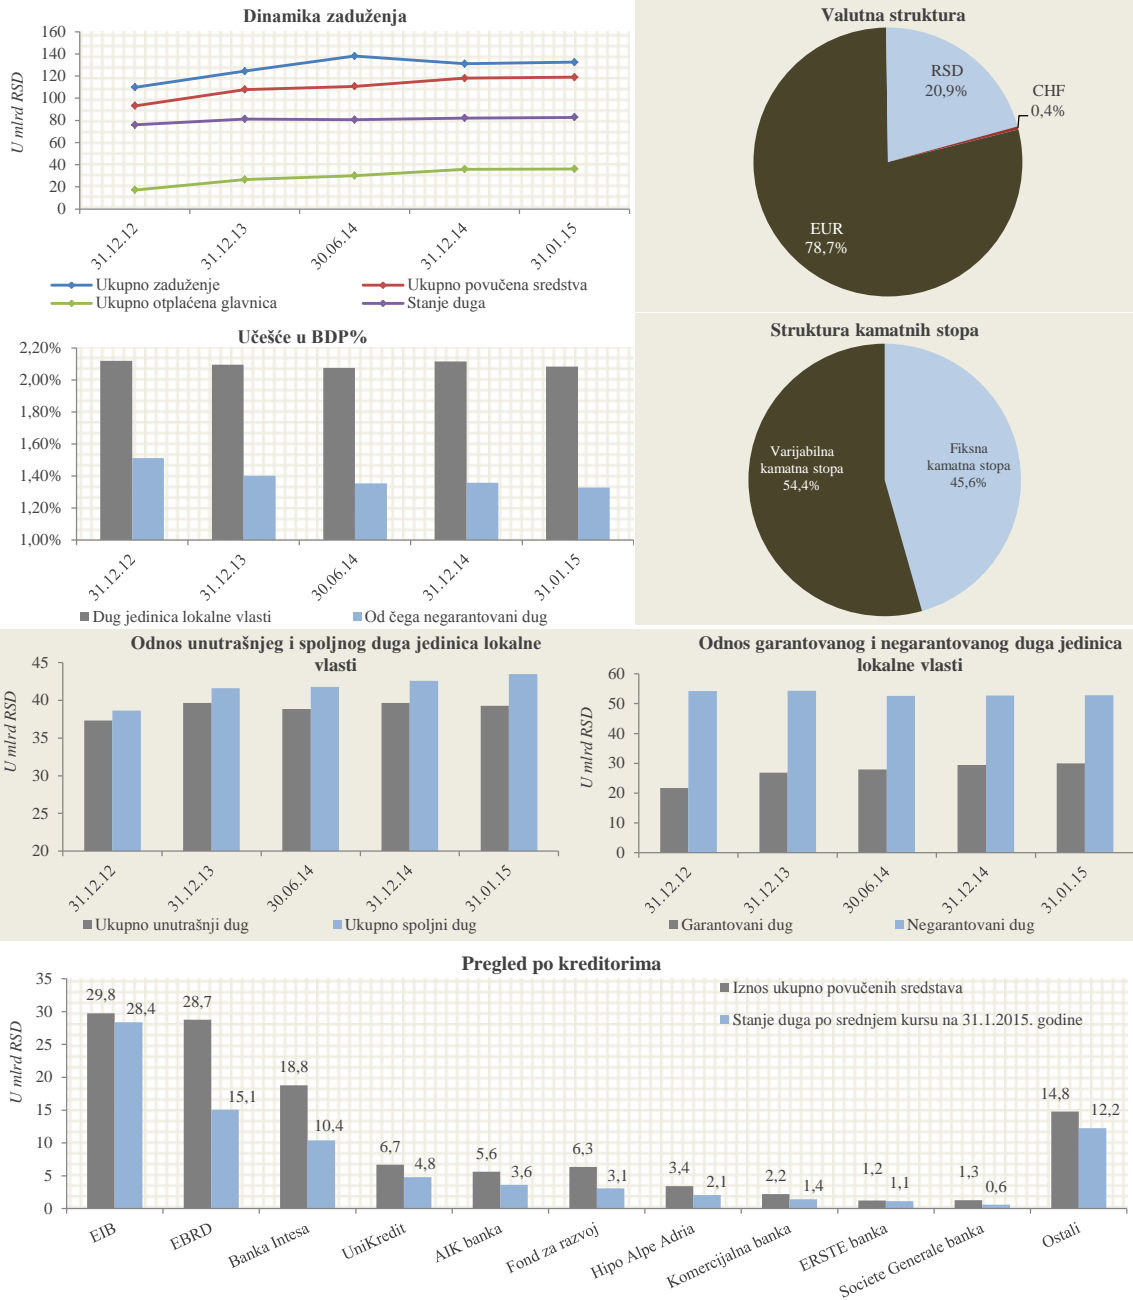 Dinamika zaduženja
U mlrd RSD
160
140
120
100
80
60
40
20
0
31.12.12
31.12.13
30.06.14
31.12.14
31.01.15
Ukupno zaduženje
Ukupno povučena sredstva
Ukupno otplaćena glavnica
Stanje duga
Valutna struktura
RSD
20,9%
CHF
0,4%
EUR
78,7%
Učešće u BDP%
2,20%
2,00%
1,80%
1,60%
1,40%
1,20%
1,00%
31.12.12
31.12.13
30.06.14
31.12.14
31.01.15
Dug jedinica lokalne vlasti
Od čega negarantovani dug
Struktura kamatnih stopa
Varijabilna
kamatna stopa
54,4%
Fiksna
kamatna stopa
45,6%
Odnos unutrašnjeg i spoljnog duga jedinica lokalne
vlasti
U mlrd RSD
45
40
35
30
25
20
31.12.12
31.12.13
30.06.14
31.12.14
31.01.15
Ukupno unutrašnji dug
Ukupno spoljni dug
Odnos garantovanog i negarantovanog duga jedinica
lokalne vlasti
U mlrd RSD
60
50
40
30
20
10
0
31.12.12
31.12.13
30.06.14
31.12.14
31.01.15
Garantovani dug
Negarantovani dug
Pregled po kreditorima
U mlrd RSD
35
30
25
20
15
10
5
0
Iznos ukupno povučenih sredstava
Stanje duga po srednjem kursu na 31.1.2015. godine
29,8
28,4
28,7
15,1
18,8
10,4
6,7
4,8
5,6
3,6
6,3
3,1
3,4
2,1
2,2
1,4
1,2
1,1
1,3
0,6
14,8
12,2
EIB
EBRD
Banka Intesa
UniKredit
AIK banka
Fond za razvoj
Hipo Alpe Adria
Komercijalna banka
ERSTE banka
Societe Generale banka
Ostali